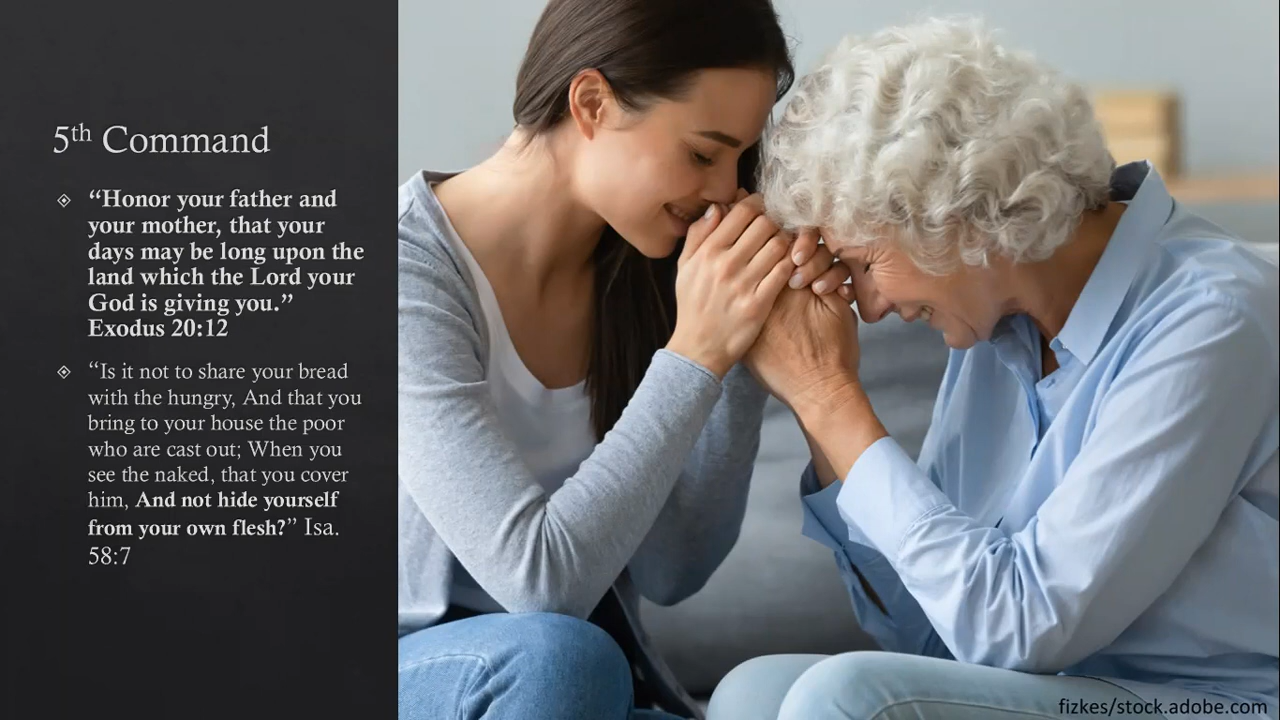 5th Command
“Honor your father and
your mother, that your
days may be long upon the
land which the Lord your
God is giving you.”
Exodus 20:12
“Is it not to share your bread
with the hungry, And that you
bring to your house the poor
who are cast out; When you
see the naked, that you cover
him, And not hide yourself
from your own flesh?” Isa.
58:7
fizkes/stock.adobe.com